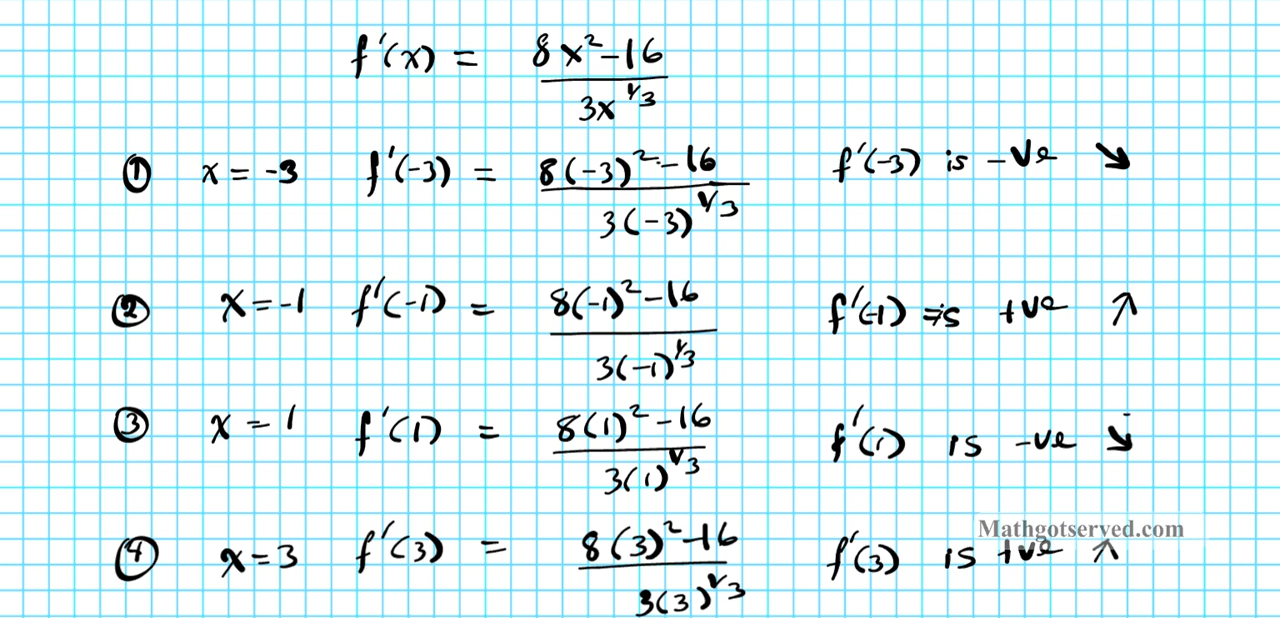 f'(x) = (8x² - 16) / (3x^(1/3))
① x = -3 f'(-3) = (8(-3)² - 16) / (3(-3)^(1/3)) f'(-3) is -ve ↘
② x = -1 f'(-1) = (8(-1)² - 16) / (3(-1)^(1/3)) f'(-1) is +ve ↗
③ x = 1 f'(1) = (8(1)² - 16) / (3(1)^(1/3)) f'(1) is -ve ↘
Mathgotserved.com
④ x = 3 f'(3) = (8(3)² - 16) / (3(3)^(1/3)) f'(3) is +ve ↗